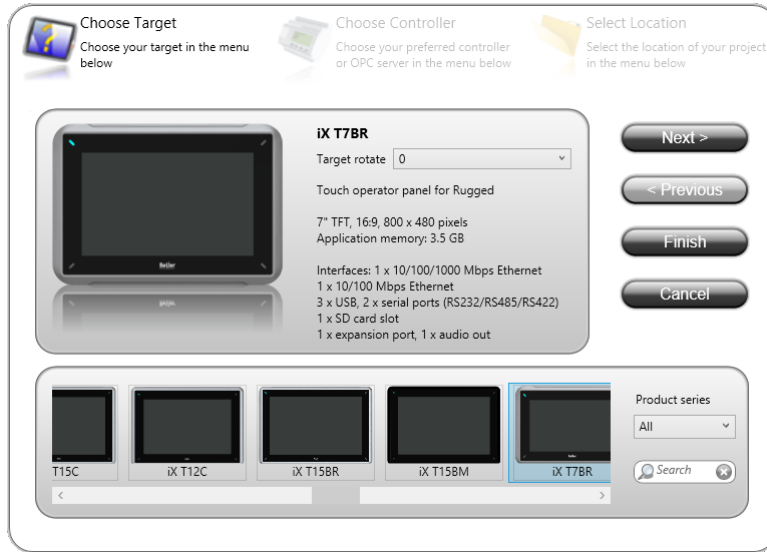 Choose Target
Choose your target in the menu
below
Choose Controller
Choose your preferred controller
or OPC server in the menu below
Select Location
Select the location of your project
in the menu below
iX T7BR
Target rotate 0
Touch operator panel for Rugged
7" TFT, 16:9, 800 x 480 pixels
Application memory: 3.5 GB
Interfaces: 1 x 10/100/1000 Mbps Ethernet
1 x 10/100 Mbps Ethernet
3 x USB, 2 x serial ports (RS232/RS485/RS422)
1 x SD card slot
1 x expansion port, 1 x audio out
Next >
< Previous
Finish
Cancel
T15C
iX T12C
iX T15BR
iX T15BM
iX T7BR
Product series
All
Search